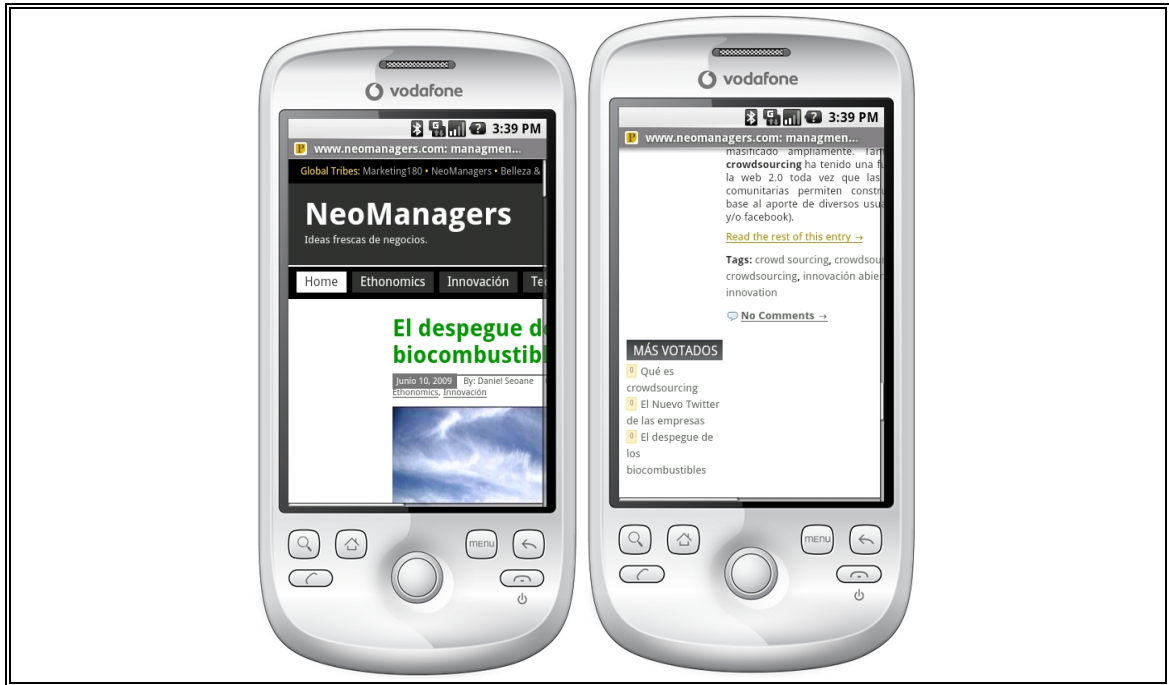 vodafone
3:39 PM
www.neomanagers.com: managmen...
Global Tribes: Marketing180 • NeoManagers • Belleza &
NeoManagers
Ideas frescas de negocios.
Home Ethonomics Innovación
El despegue d
biocombustib
Junio 10, 2009 By: Daniel Seoane
Ethonomics, Innovación
MENU
vodafone
3:39 PM
www.neomanagers.com: managmen...
masificado ampliamente. Tam
crowdsourcing ha tenido una f
la web 2.0 toda vez que las
comunitarias permiten constr
base al aporte de diversos usu
y/o facebook).
Read the rest of this entry →
Tags: crowd sourcing, crowdsour
crowdsourcing, innovación abier
innovation
No Comments →
MÁS VOTADOS
0 Qué es
crowdsourcing
0 El Nuevo Twitter
de las empresas
0 El despegue de
los
biocombustibles
MENU